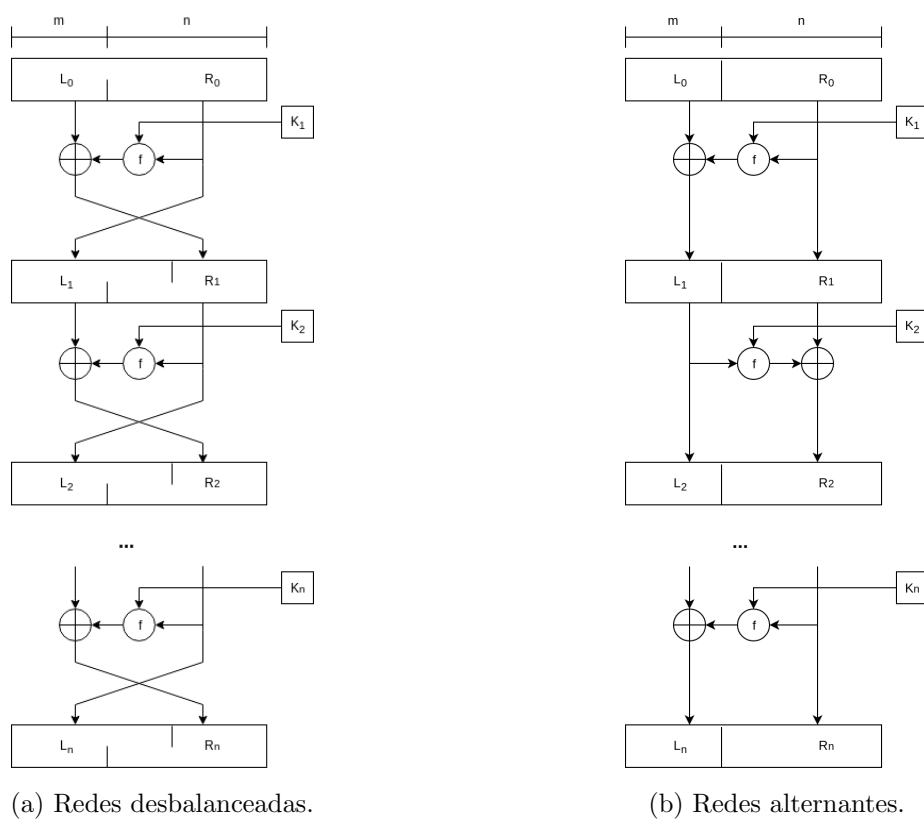 m n
L0 R0
K1
f
L1 R1
K2
f
L2 R2
...
Kn
f
Ln Rn
(a) Redes desbalanceadas.
m n
L0 R0
K1
f
L1 R1
K2
f
L2 R2
...
Kn
f
Ln Rn
(b) Redes alternantes.